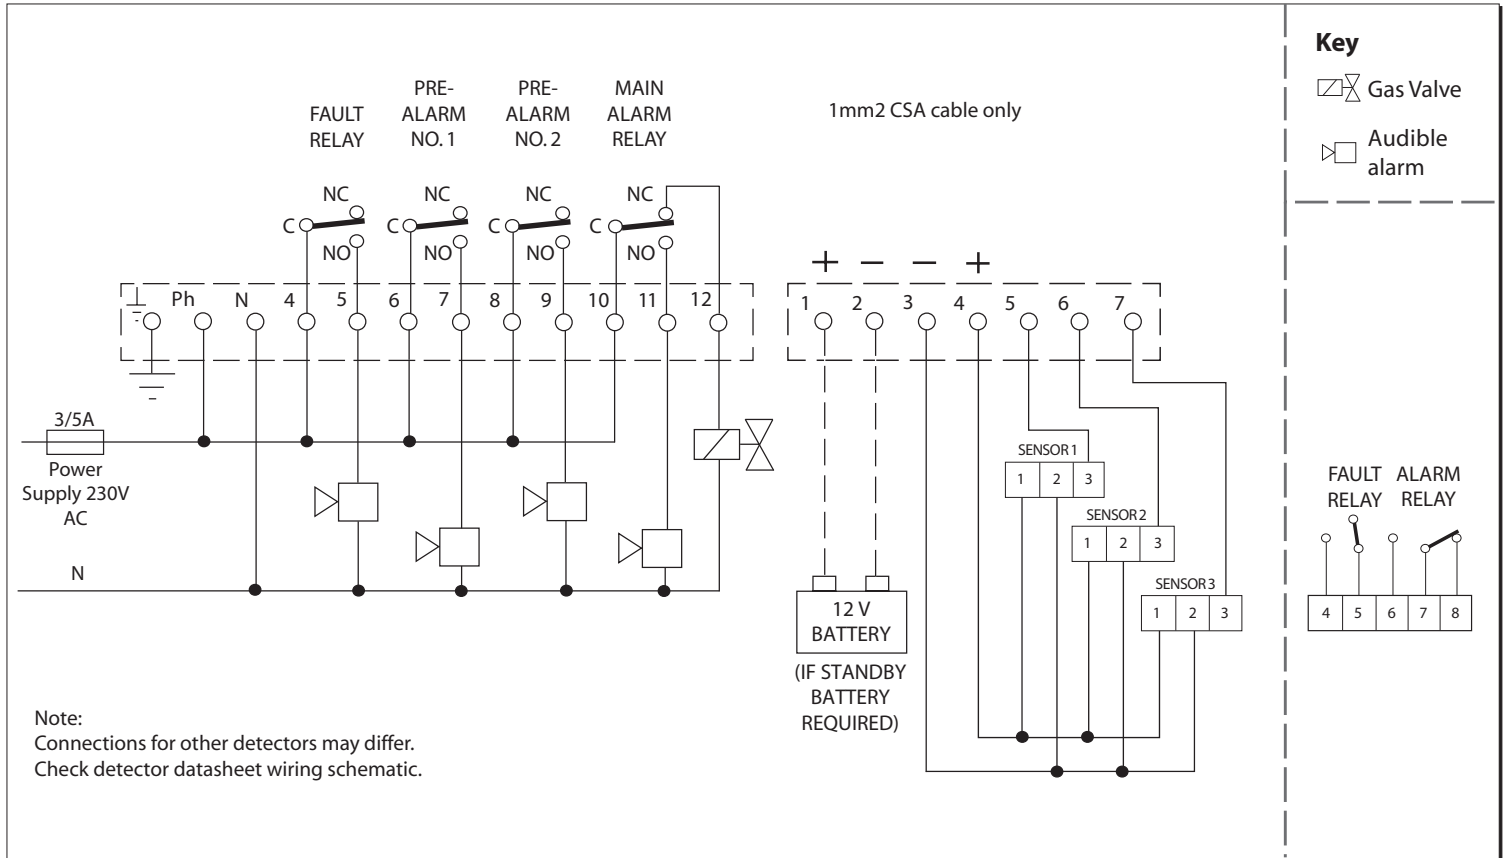 Key
Gas Valve
Audible
alarm
PRE-
ALARM
NO. 1
PRE-
ALARM
NO. 2
MAIN
ALARM
RELAY
FAULT
RELAY
1mm2 CSA cable only
NC
NC
NC
NC
C
C
C
C
NO
NO
NO
NO
+ − − +
Ph N 4 5 6 7 8 9 10 11 12
1 2 3 4 5 6 7
3/5A
Power
Supply 230V
AC
N
SENSOR 1
1 2 3
SENSOR 2
1 2 3
SENSOR 3
1 2 3
12 V
BATTERY
(IF STANDBY
BATTERY
REQUIRED)
FAULT
RELAY
ALARM
RELAY
4 5 6 7 8
Note:
Connections for other detectors may differ.
Check detector datasheet wiring schematic.